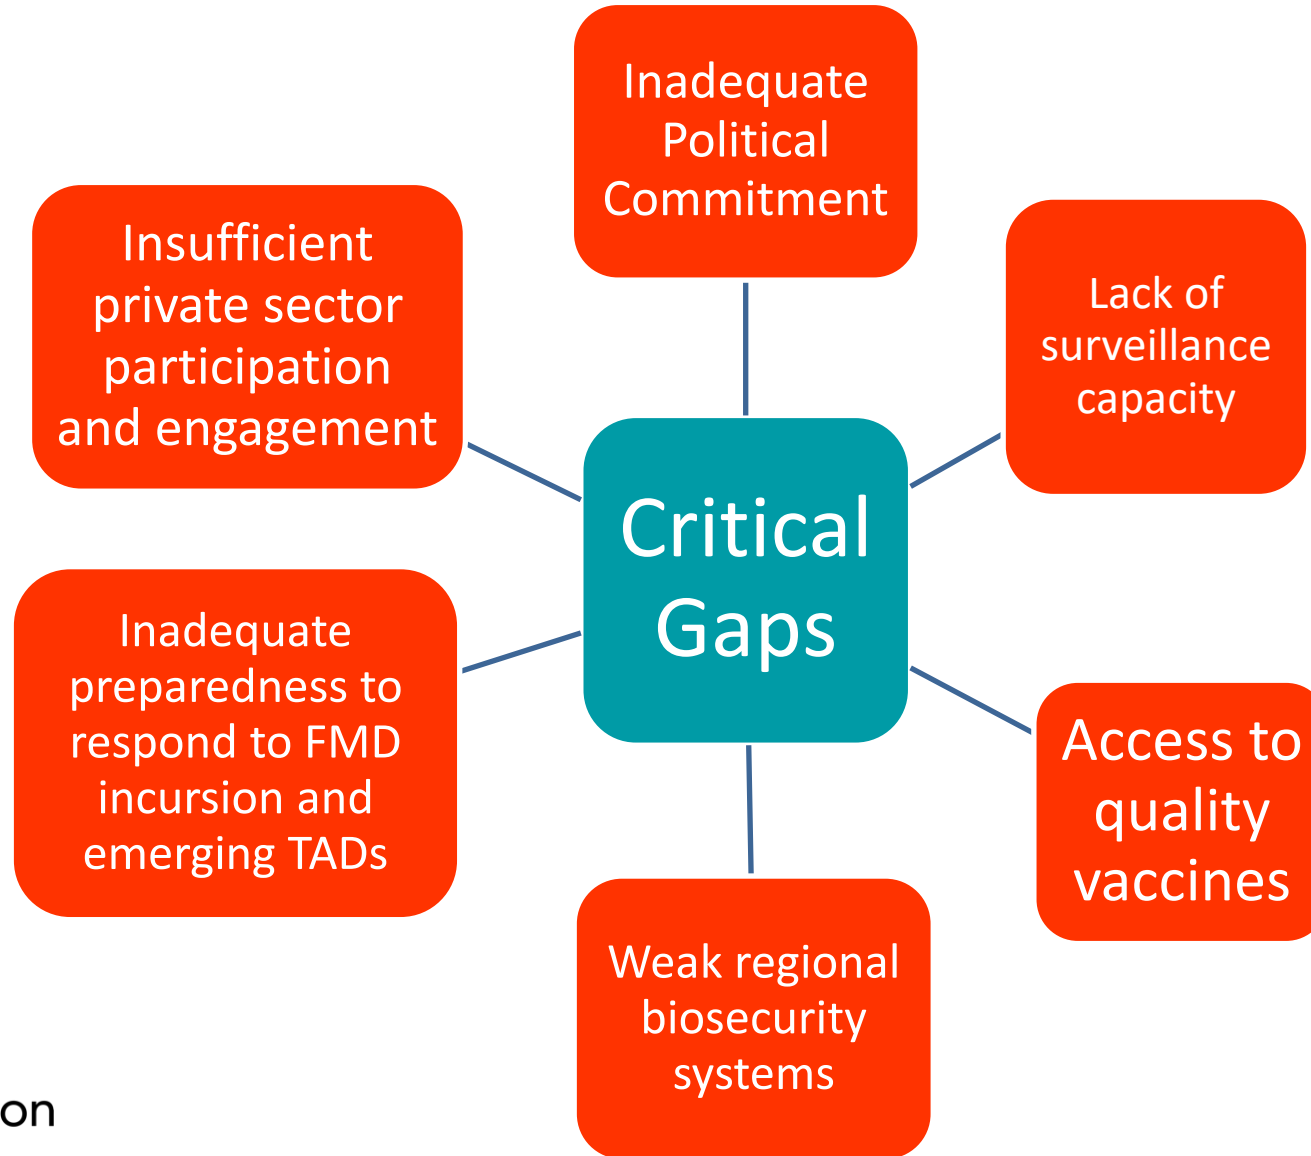 Inadequate
Political
Commitment
Insufficient
private sector
participation
and engagement
Lack of
surveillance
capacity
Critical
Gaps
Inadequate
preparedness to
respond to FMD
incursion and
emerging TADs
Access to
quality
vaccines
Weak regional
biosecurity
systems
on